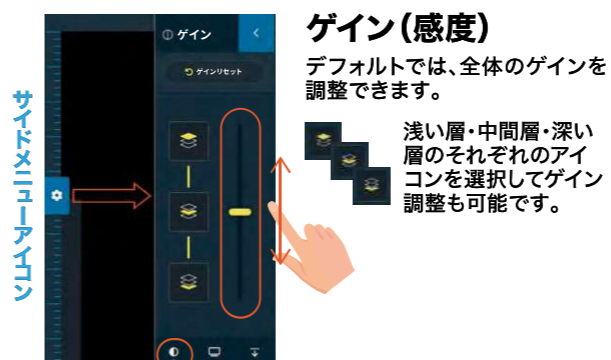 サイドメニューアイコン
ゲイン
ゲインリセット
ゲイン(感度)
デフォルトでは、全体のゲインを
調整できます。
浅い層・中間層・深い
層のそれぞれのアイ
コンを選択してゲイン
調整も可能です。